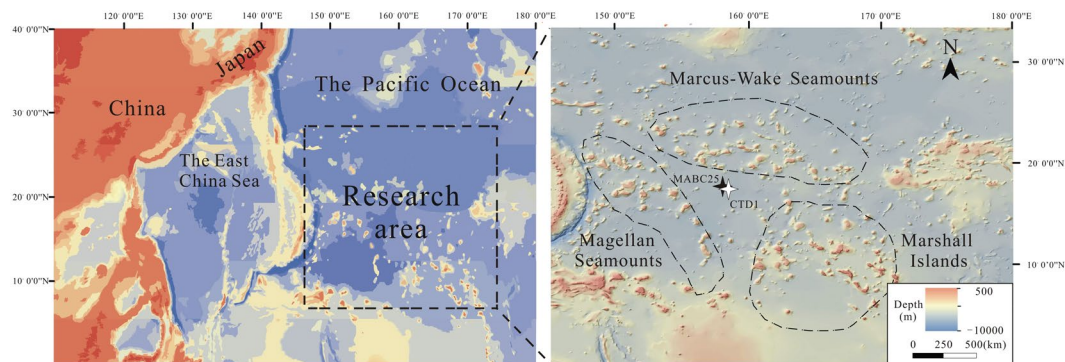 120°0'0"E 130°0'0"E 140°0'0"E 150°0'0"E 160°0'0"E 170°0'0"E 180°0'0"E
40°0'0"N
30°0'0"N
20°0'0"N
10°0'0"N
Japan
The Pacific Ocean
China
The East
China Sea
Research
area
150°0'0"E 160°0'0"E 170°0'0"E 180°0'0"E
30°0'0"N
20°0'0"N
10°0'0"N
N
Marcus-Wake Seamounts
MABC25
CTD1
Magellan
Seamounts
Marshall
Islands
Depth
(m)
500
-10000
0 250 500(km)